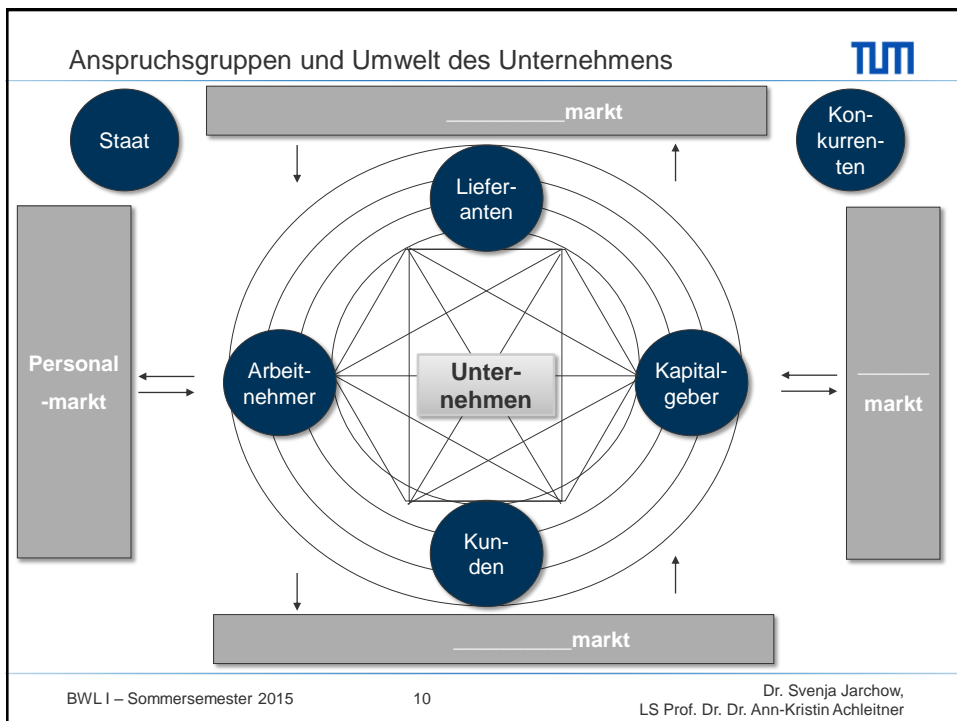 Anspruchsgruppen und Umwelt des Unternehmens
TUM
__________markt
Staat
Kon-
kurren-
ten
Liefer-
anten
Personal
-markt
Arbeit-
nehmer
Unter-
nehmen
Kapital-
geber
______
markt
Kun-
den
__________markt
BWL I – Sommersemester 2015
10
Dr. Svenja Jarchow,
LS Prof. Dr. Dr. Ann-Kristin Achleitner